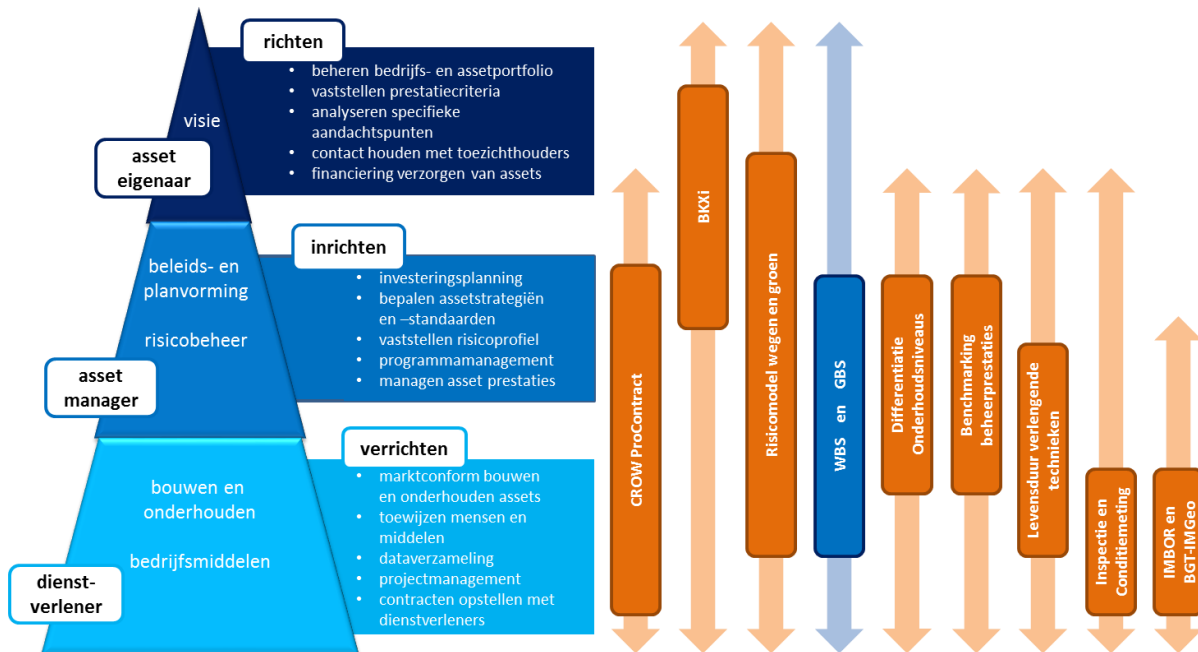 richten
• beheren bedrijfs- en assetportfolio
• vaststellen prestatiecriteria
• analyseren specifieke
aandachtspunten
• contact houden met toezichthouders
• financiering verzorgen van assets
visie
asset
eigenaar
inrichten
• investeringsplanning
• bepalen assetstrategiën
en –standaarden
• vaststellen risicoprofiel
• programmamanagement
• managen asset prestaties
beleids- en
planvorming
risicobeheer
asset
manager
verrichten
• marktconform bouwen
en onderhouden assets
• toewijzen mensen en
middelen
• dataverzameling
• projectmanagement
• contracten opstellen met
dienstverleners
bouwen en
onderhouden
bedrijfsmiddelen
dienst-
verlener
CROW ProContract
BKXi
Risicomodel wegen en groen
WBS en GBS
Differentiatie
Onderhoudsniveaus
Benchmarking
beheerprestaties
Levensduur verlengende
technieken
Inspectie en
Conditiemeting
IMBOR en
BGT-IMGeo